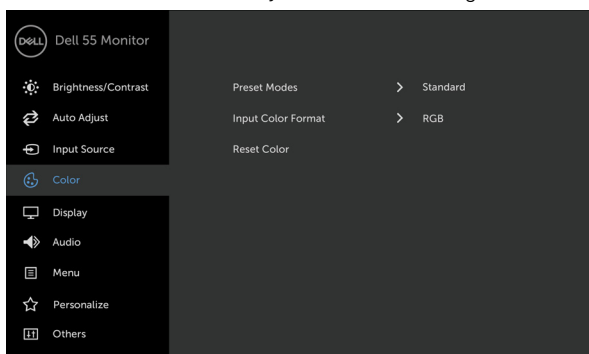 DELL
Dell 55 Monitor
Brightness/Contrast
Preset Modes > Standard
Auto Adjust
Input Color Format > RGB
Input Source
Reset Color
Color
Display
Audio
Menu
Personalize
Others